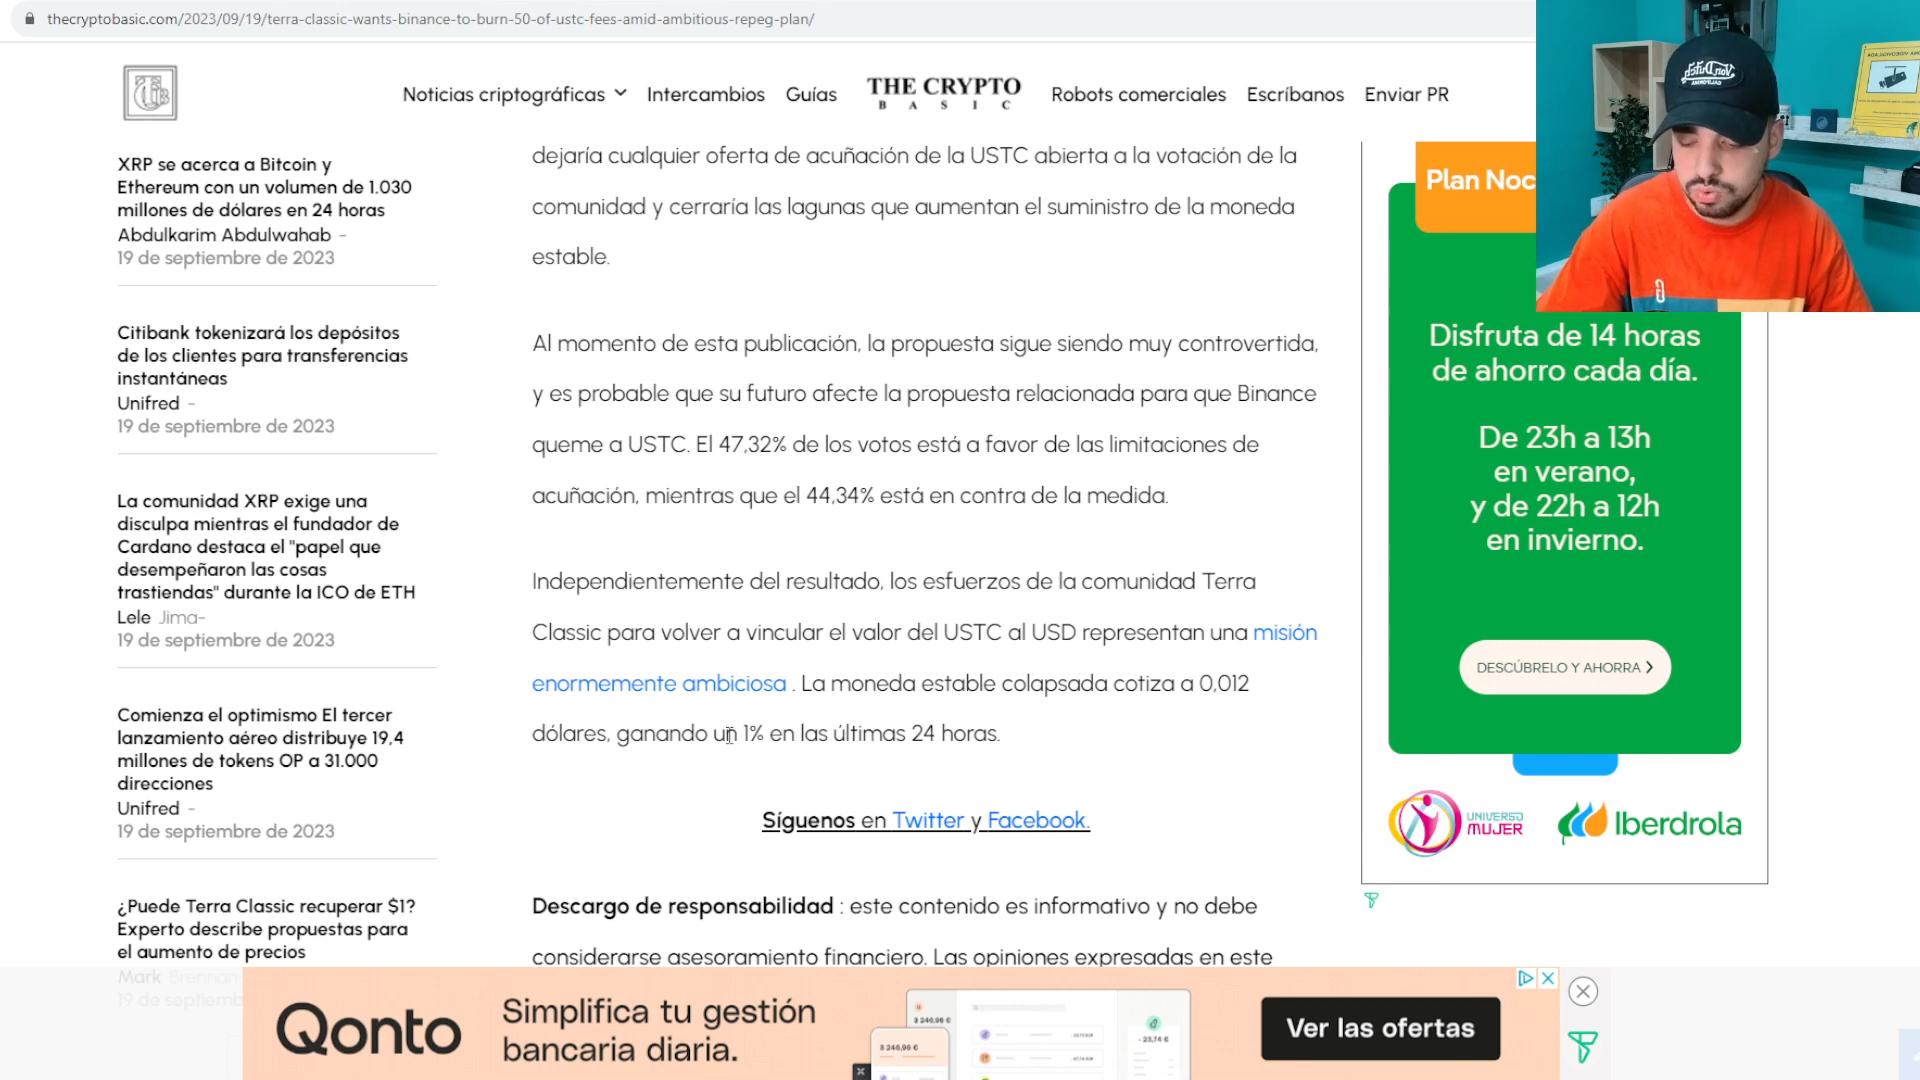 thecryptobasic.com/2023/09/19/terra-classic-wants-binance-to-burn-50-of-ustc-fees-amid-ambitious-repeg-plan/
Noticias criptográficas
Intercambios
Guías
THE CRYPTO
BASIC
Robots comerciales
Escríbanos
Enviar PR
XRP se acerca a Bitcoin y
Ethereum con un volumen de 1.030
millones de dólares en 24 horas
Abdulkarim Abdulwahab -
19 de septiembre de 2023
Citibank tokenizará los depósitos
de los clientes para transferencias
instantáneas
Unifred -
19 de septiembre de 2023
La comunidad XRP exige una
disculpa mientras el fundador de
Cardano destaca el "papel que
desempeñaron las cosas
trastiendas" durante la ICO de ETH
Lele Jima-
19 de septiembre de 2023
Comienza el optimismo El tercer
lanzamiento aéreo distribuye 19,4
millones de tokens OP a 31.000
direcciones
Unifred -
19 de septiembre de 2023
¿Puede Terra Classic recuperar $1?
Experto describe propuestas para
el aumento de precios
Mark Brennan
19 de septiemb
dejaría cualquier oferta de acuñación de la USTC abierta a la votación de la
comunidad y cerraría las lagunas que aumentan el suministro de la moneda
estable.
Al momento de esta publicación, la propuesta sigue siendo muy controvertida,
y es probable que su futuro afecte la propuesta relacionada para que Binance
queme a USTC. El 47,32% de los votos está a favor de las limitaciones de
acuñación, mientras que el 44,34% está en contra de la medida.
Independientemente del resultado, los esfuerzos de la comunidad Terra
Classic para volver a vincular el valor del USTC al USD representan una misión
enormemente ambiciosa . La moneda estable colapsada cotiza a 0,012
dólares, ganando un 1% en las últimas 24 horas.
Síguenos en Twitter y Facebook.
Descargo de responsabilidad : este contenido es informativo y no debe
considerarse asesoramiento financiero. Las opiniones expresadas en este
Plan Noc
Disfruta de 14 horas
de ahorro cada día.
De 23h a 13h
en verano,
y de 22h a 12h
en invierno.
DESCÚBRELO Y AHORRA
UNIVERSO
MUJER
Iberdrola
Qonto
Simplifica tu gestión
bancaria diaria.
3 246,96 €
3 246,96 €
- 23,74 €
Ver las ofertas